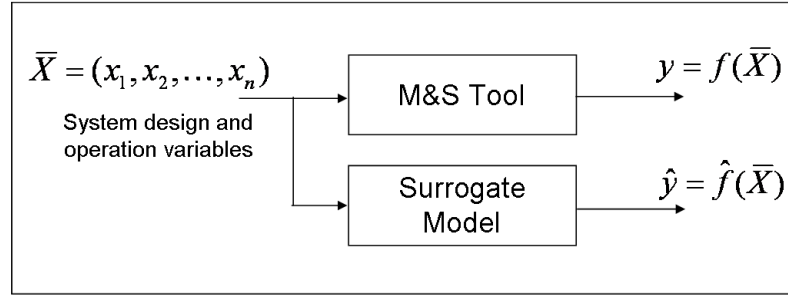 X̅ = (x₁, x₂, ..., xₙ)
System design and
operation variables
M&S Tool
y = f(X̅)
Surrogate
Model
ŷ = f̂(X̅)